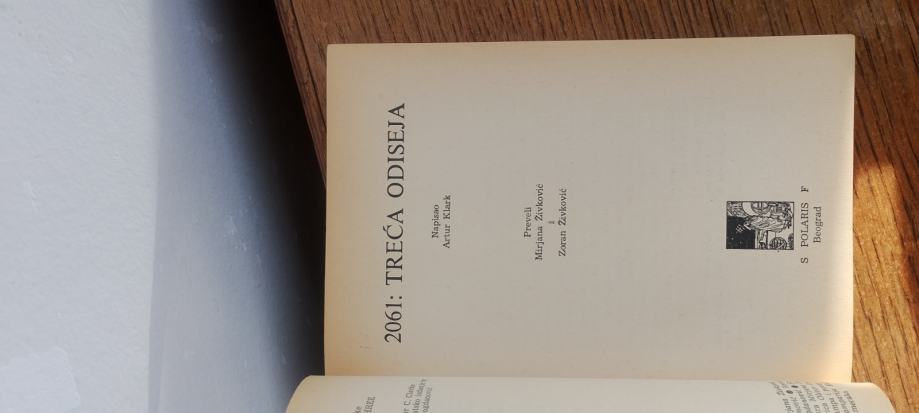 2061: TREĆA ODISEJA
Napisao
Artur Klark
Preveli
Mirjana Živković
i
Zoran Živković
S POLARIS F
Beograd